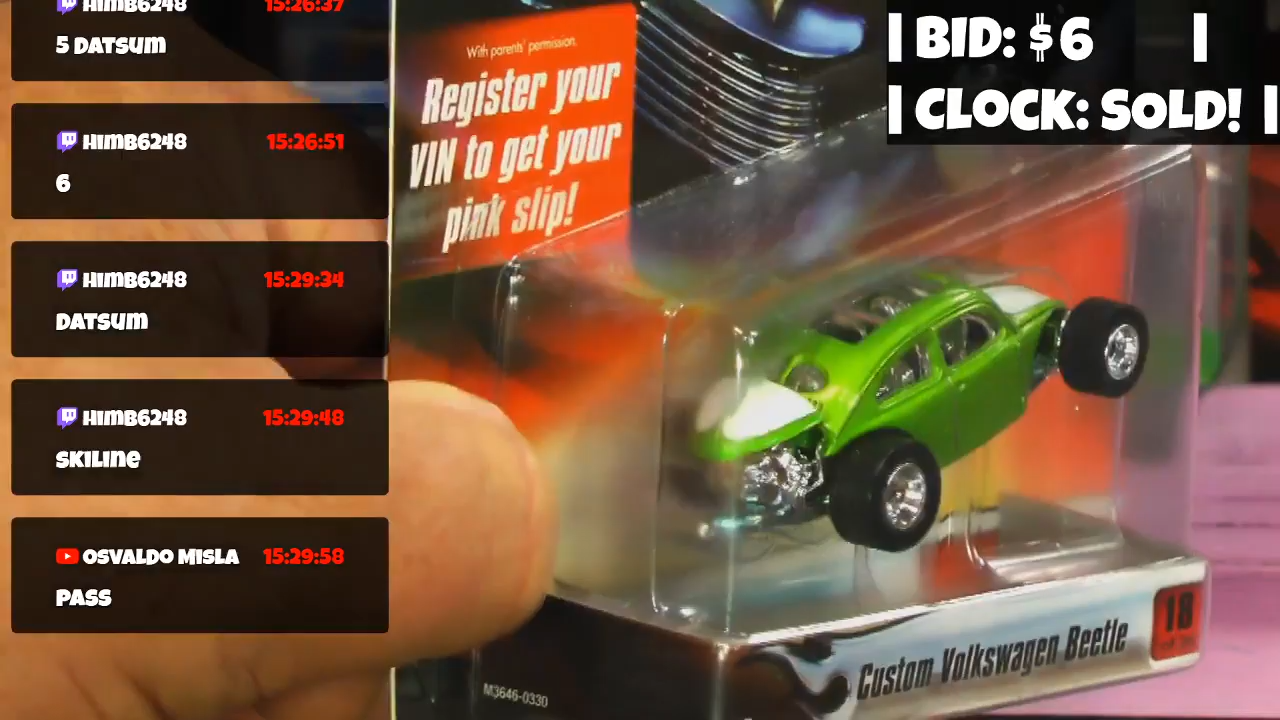 HIMB6248 15:26:37
5 DATSUM
HIMB6248 15:26:51
6
HIMB6248 15:29:34
DATSUM
HIMB6248 15:29:48
SKILINE
OSVALDO MISLA 15:29:58
PASS
| BID: $6 |
| CLOCK: SOLD! |
With parents' permission.
Register your
VIN to get your
pink slip!
Custom Volkswagen Beetle
18
M3646-0330